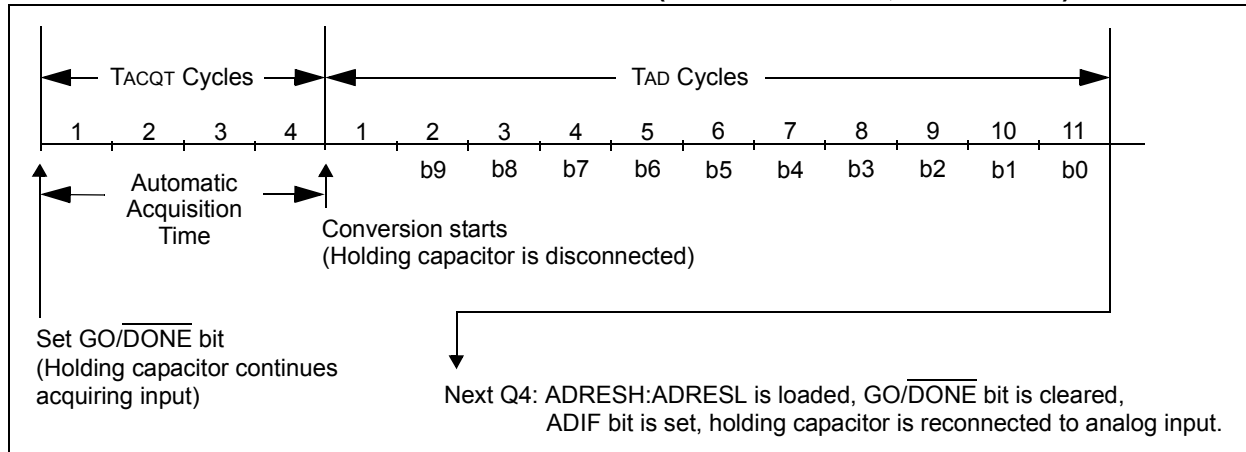 TACQT Cycles
TAD Cycles
1 2 3 4 1 2 3 4 5 6 7 8 9 10 11
b9 b8 b7 b6 b5 b4 b3 b2 b1 b0
Automatic
Acquisition
Time
Conversion starts
(Holding capacitor is disconnected)
Set GO/DONE bit
(Holding capacitor continues
acquiring input)
Next Q4: ADRESH:ADRESL is loaded, GO/DONE bit is cleared,
ADIF bit is set, holding capacitor is reconnected to analog input.